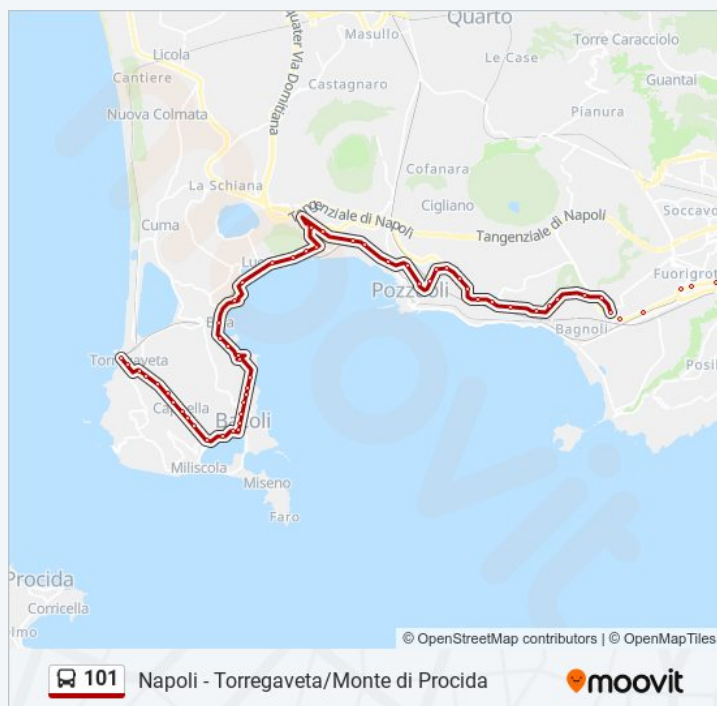 Quarto
Masullo
Torre Caracciolo
Licola
Le Case
Cantiere
Castagnaro
Guantai
quater Via Domitiana
Pianura
Nuova Colmata
Cofanara
La Schiana
Cigliano
Tangenziale di Napoli
Soccavo
Cuma
Tangenziale di Napoli
Fuorigrot
Pozzuoli
Bagnoli
Posil
Torregaveta
Cappella
Bacoli
Miliscola
Miseno
Faro
Procida
Corricella
lmo
© OpenStreetMap contributors | © OpenMapTiles
101 Napoli - Torregaveta/Monte di Procida
moovit